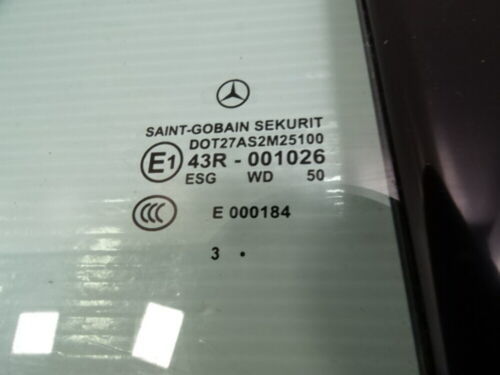 SAINT-GOBAIN SEKURIT
DOT27AS2M25100
E1 43R - 001026
ESG WD 50
CCC E 000184
3 .